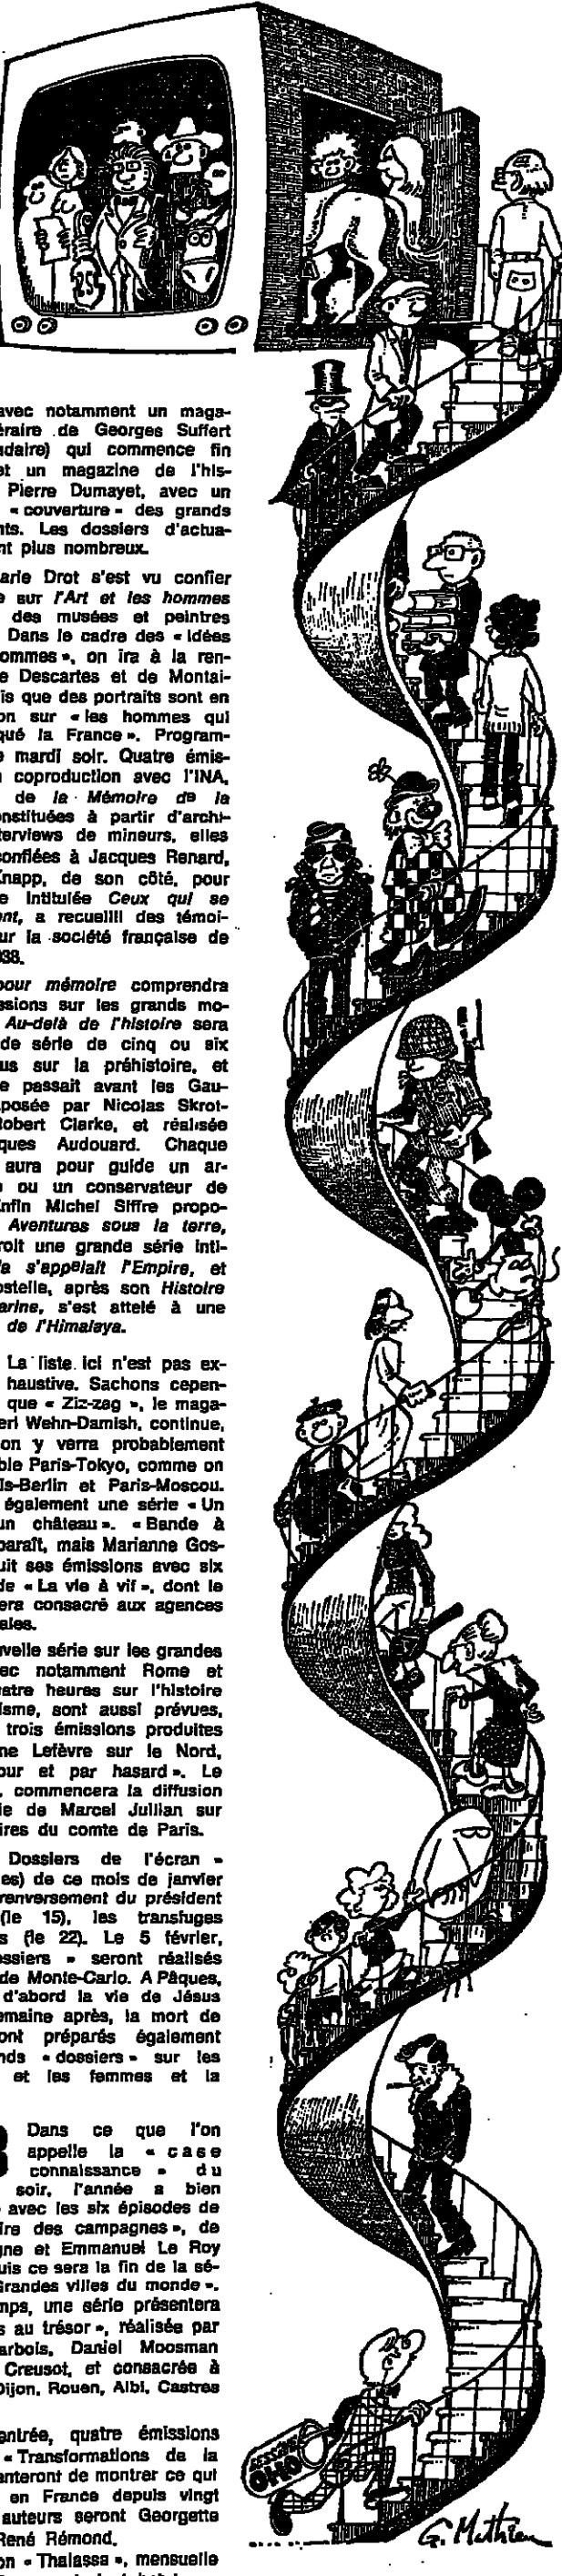 25
avec notamment un maga-
éraire de Georges Suffert
adaire) qui commence fin
et un magazine de l'his-
Pierre Dumayet, avec un
« couverture » des grands
nts. Les dossiers d'actua-
nt plus nombreux.
arie Drot s'est vu confier
e sur l'Art et les hommes
des musées et peintres
Dans le cadre des « Idées
ommes », on ira à la ren-
e Descartes et de Montai-
is que des portraits sont en
on sur « les hommes qui
qué la France ». Program-
e mardi soir. Quatre émis-
n coproduction avec l'INA,
de la Mémoire de la
onstituées à partir d'archi-
terviews de mineurs, elles
confiées à Jacques Renard,
Knapp, de son côté, pour
e intitulée Ceux qui se
ent, a recueilli des témoi-
ur la société française de
938.
pour mémoire comprendra
ssions sur les grands mo-
Au-delà de l'histoire sera
de série de cinq ou six
us sur la préhistoire, et
e passait avant les Gau-
posée par Nicolas Skrot-
Robert Clarke, et réalisée
ques Audouard. Chaque
aura pour guide un ar-
e ou un conservateur de
Enfin Michel Siffre propo-
Aventures sous la terre,
roit une grande série inti-
la s'appelait l'Empire, et
ostelle, après son Histoire
arine, s'est attelé à une
de l'Himalaya.
La liste ici n'est pas ex-
haustive. Sachons cepen-
que « Ziz-zag », le maga-
eri Wehn-Damish, continue,
on y verra probablement
ble Paris-Tokyo, comme on
is-Berlin et Paris-Moscou.
également une série « Un
un château ». « Bande à
paraît, mais Marianne Gos-
uit ses émissions avec six
de « La vie à vif », dont le
era consacré aux agences
ales.
velle série sur les grandes
ec notamment Rome et
atre heures sur l'histoire
isme, sont aussi prévues,
trois émissions produites
ne Lefèvre sur le Nord,
our et par hasard ». Le
, commencera la diffusion
ie de Marcel Jullian sur
ires du comte de Paris.
Dossiers de l'écran »
es) de ce mois de janvier
renversement du président
(le 15), les transfuges
s (le 22). Le 5 février,
ossiers » seront réalisés
de Monte-Carlo. A Pâques,
d'abord la vie de Jésus
emaine après, la mort de
ont préparés également
nds « dossiers » sur les
et les femmes et la
Dans ce que l'on
appelle la « case
connaissance » du
soir, l'année a bien
avec les six épisodes de
ire des campagnes », de
gne et Emmanuel Le Roy
uis ce sera la fin de la sé-
Grandes villes du monde ».
mps, une série présentera
s au trésor », réalisée par
arbois, Daniel Moosman
Creusot, et consacrée à
Dijon, Rouen, Albi, Castres
entrée, quatre émissions
« Transformations de la
enteront de montrer ce qui
en France depuis vingt
auteurs seront Georgette
René Rémond.
on « Thalassa », mensuelle
OHO
G. Mathieu